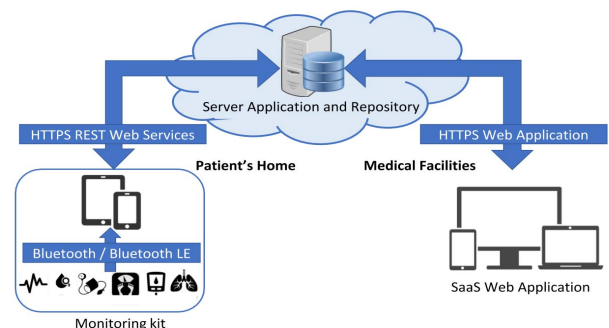 Server Application and Repository
HTTPS REST Web Services
HTTPS Web Application
Patient's Home
Medical Facilities
Bluetooth / Bluetooth LE
SaaS Web Application
Monitoring kit